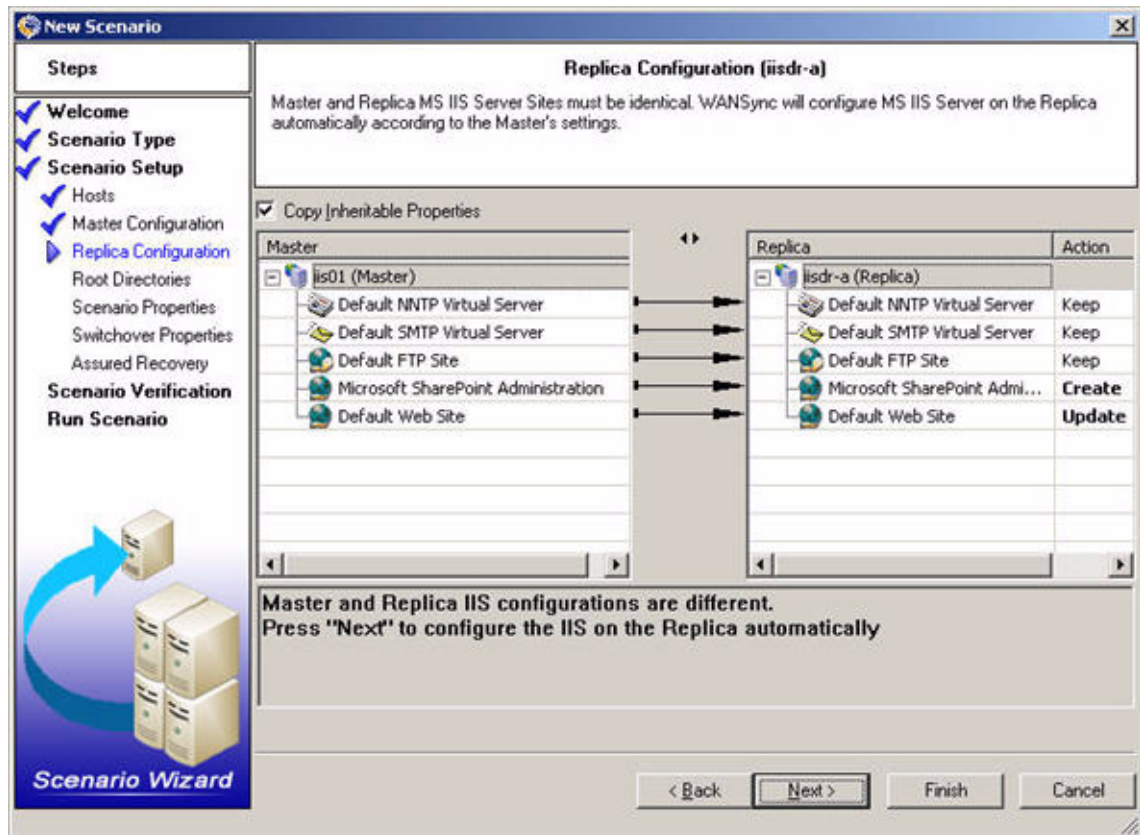 New Scenario
Steps
Welcome
Scenario Type
Scenario Setup
Hosts
Master Configuration
Replica Configuration
Root Directories
Scenario Properties
Switchover Properties
Assured Recovery
Scenario Verification
Run Scenario
Scenario Wizard
Replica Configuration (iisdr-a)
Master and Replica MS IIS Server Sites must be identical. WANSync will configure MS IIS Server on the Replica
automatically according to the Master's settings.
Copy Inheritable Properties
Master
iis01 (Master)
Default NNTP Virtual Server
Default SMTP Virtual Server
Default FTP Site
Microsoft SharePoint Administration
Default Web Site
Replica Action
iisdr-a (Replica)
Default NNTP Virtual Server Keep
Default SMTP Virtual Server Keep
Default FTP Site Keep
Microsoft SharePoint Admi... Create
Default Web Site Update
Master and Replica IIS configurations are different.
Press "Next" to configure the IIS on the Replica automatically
< Back Next > Finish Cancel